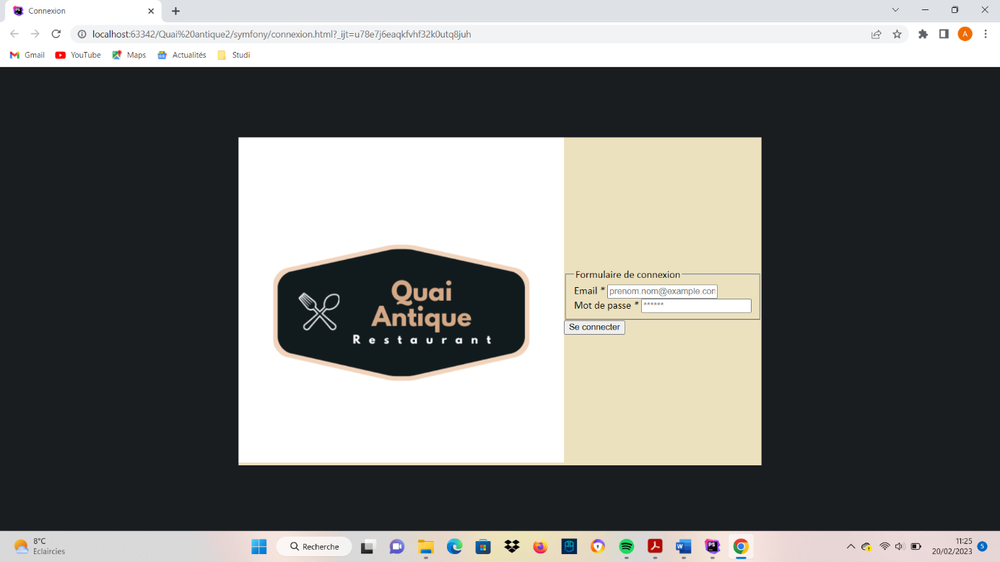 Connexion
localhost:63342/Quai%20antique2/symfony/connexion.html?_ijt=u78e7j6eaqkfvhf32k0utq8juh
A
Gmail YouTube Maps Actualités Studi
Quai
Antique
Restaurant
Formulaire de connexion
Email * prenom.nom@example.con
Mot de passe * ******
Se connecter
8°C
Eclaircies
Recherche
11:25
20/02/2023
5